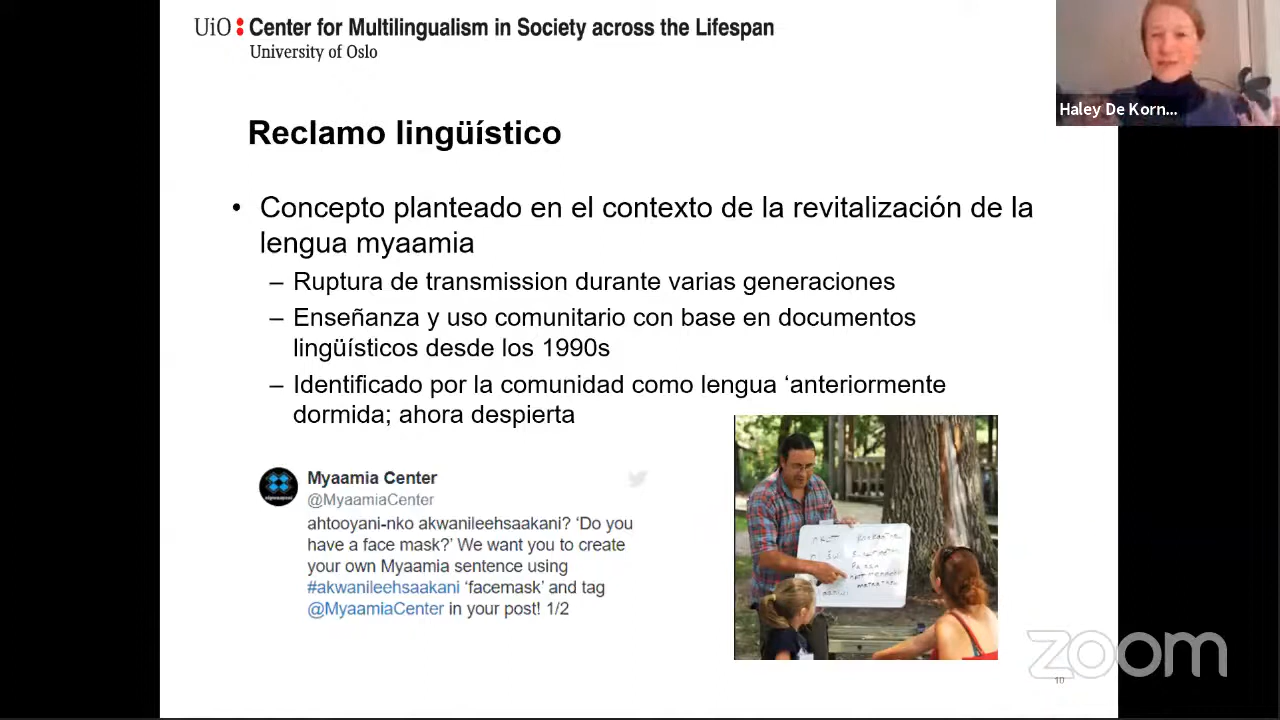 UiO : Center for Multilingualism in Society across the Lifespan
University of Oslo
Haley De Korn...
Reclamo lingüístico
• Concepto planteado en el contexto de la revitalización de la
lengua myaamia
– Ruptura de transmission durante varias generaciones
– Enseñanza y uso comunitario con base en documentos
lingüísticos desde los 1990s
– Identificado por la comunidad como lengua ‘anteriormente
dormida; ahora despierta
Myaamia Center
@MyaamiaCenter
ahtooyani-nko akwanileehsaakani? ‘Do you
have a face mask?’ We want you to create
your own Myaamia sentence using
#akwanileehsaakani ‘facemask’ and tag
@MyaamiaCenter in your post! 1/2
zoom
10